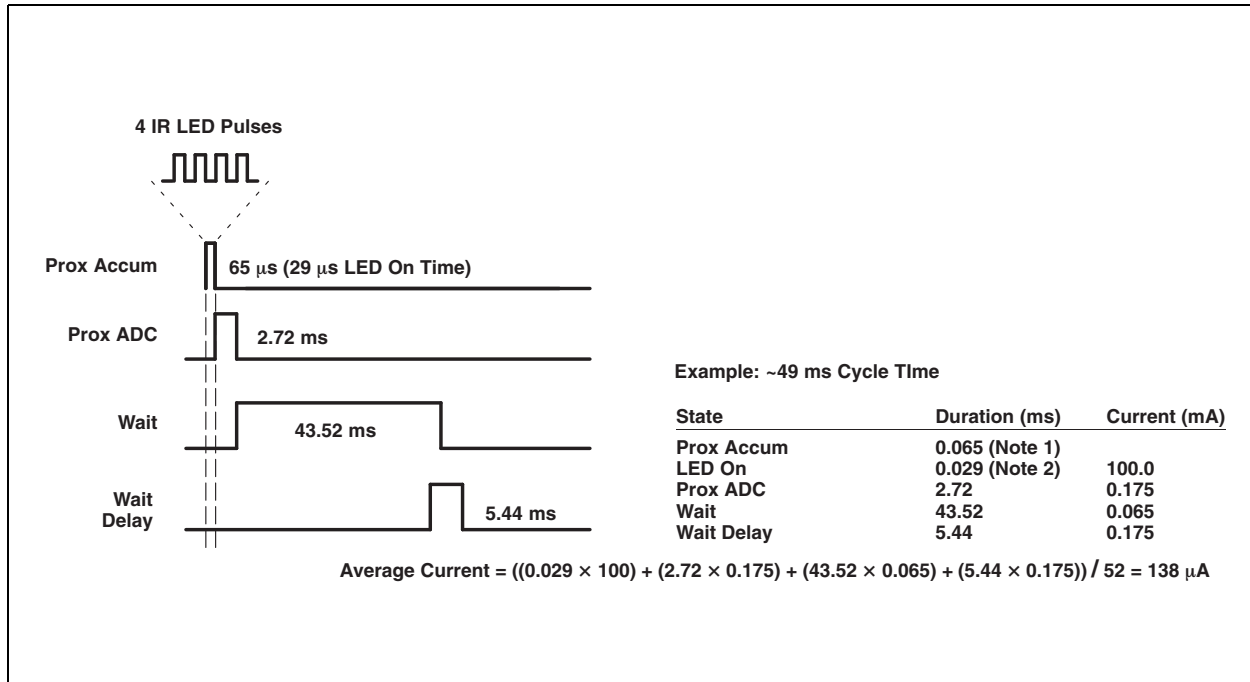 4 IR LED Pulses
Prox Accum
65 μs (29 μs LED On Time)
Prox ADC
2.72 ms
Wait
43.52 ms
Wait
Delay
5.44 ms
Example: ~49 ms Cycle TIme
State Duration (ms) Current (mA)
Prox Accum 0.065 (Note 1)
LED On 0.029 (Note 2) 100.0
Prox ADC 2.72 0.175
Wait 43.52 0.065
Wait Delay 5.44 0.175
Average Current = ((0.029 × 100) + (2.72 × 0.175) + (43.52 × 0.065) + (5.44 × 0.175)) / 52 = 138 μA